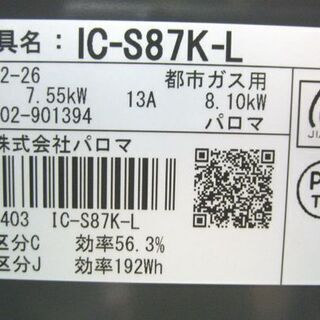 具名：IC-S87K-L
2-26 都市ガス用
7.55kW 13A 8.10kW
02-901394 パロマ
株式会社パロマ
JIA
403 IC-S87K-L
区分C 効率56.3%
区分J 効率192Wh